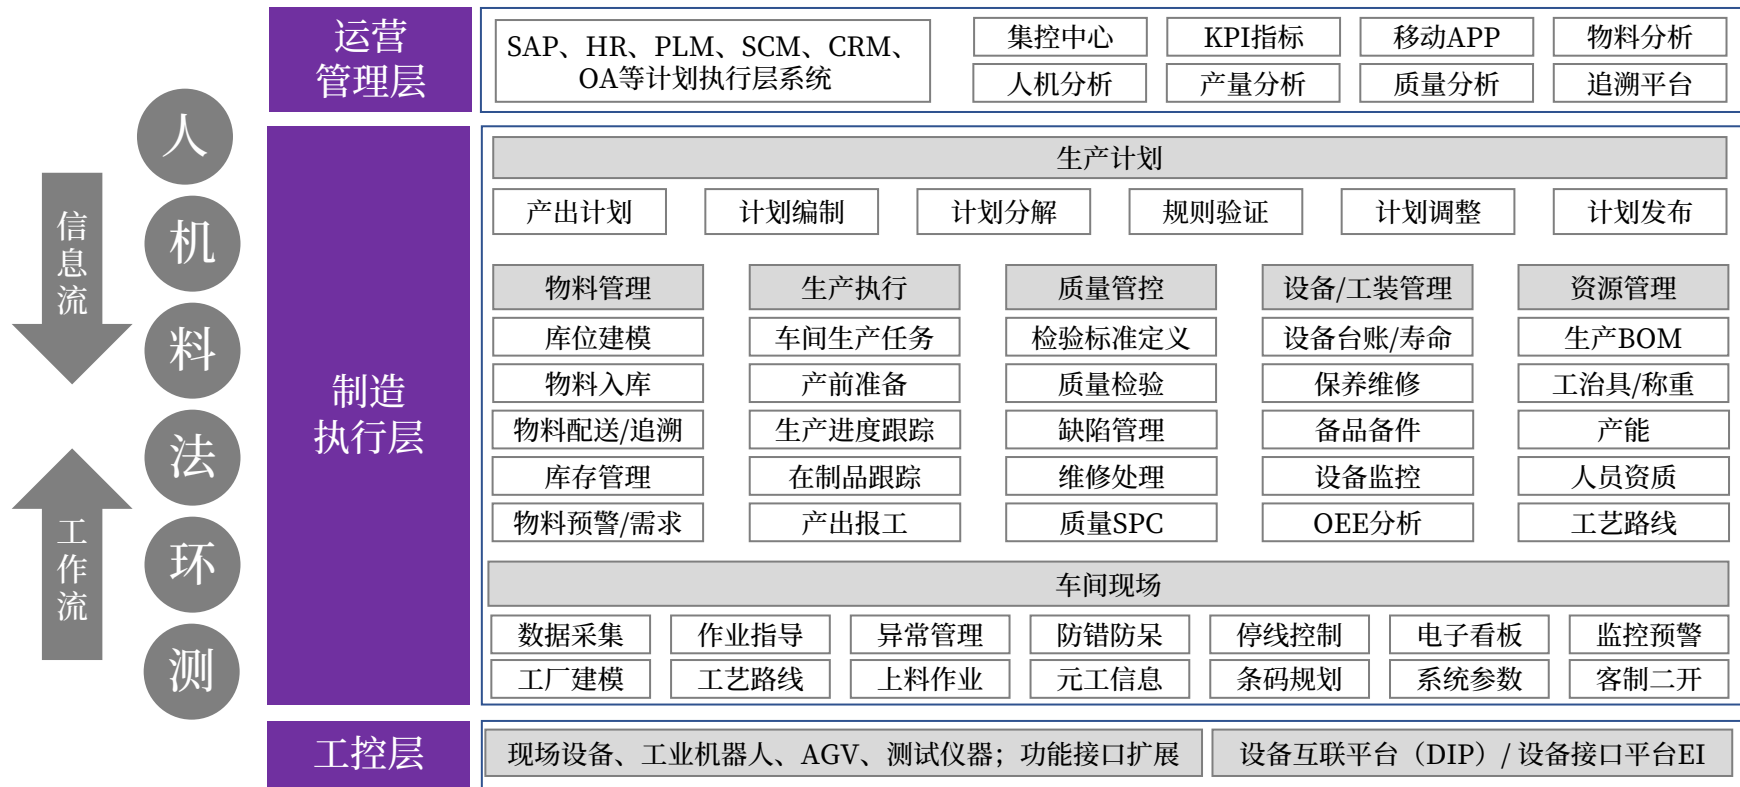 运营
管理层
SAP、HR、PLM、SCM、CRM、
OA等计划执行层系统
集控中心
KPI指标
移动APP
物料分析
人机分析
产量分析
质量分析
追溯平台
人
机
料
法
环
测
信
息
流
工
作
流
制造
执行层
生产计划
产出计划
计划编制
计划分解
规则验证
计划调整
计划发布
物料管理
生产执行
质量管控
设备/工装管理
资源管理
库位建模
车间生产任务
检验标准定义
设备台账/寿命
生产BOM
物料入库
产前准备
质量检验
保养维修
工治具/称重
物料配送/追溯
生产进度跟踪
缺陷管理
备品备件
产能
库存管理
在制品跟踪
维修处理
设备监控
人员资质
物料预警/需求
产出报工
质量SPC
OEE分析
工艺路线
车间现场
数据采集
作业指导
异常管理
防错防呆
停线控制
电子看板
监控预警
工厂建模
工艺路线
上料作业
元工信息
条码规划
系统参数
客制二开
工控层
现场设备、工业机器人、AGV、测试仪器；功能接口扩展
设备互联平台（DIP）/ 设备接口平台EI